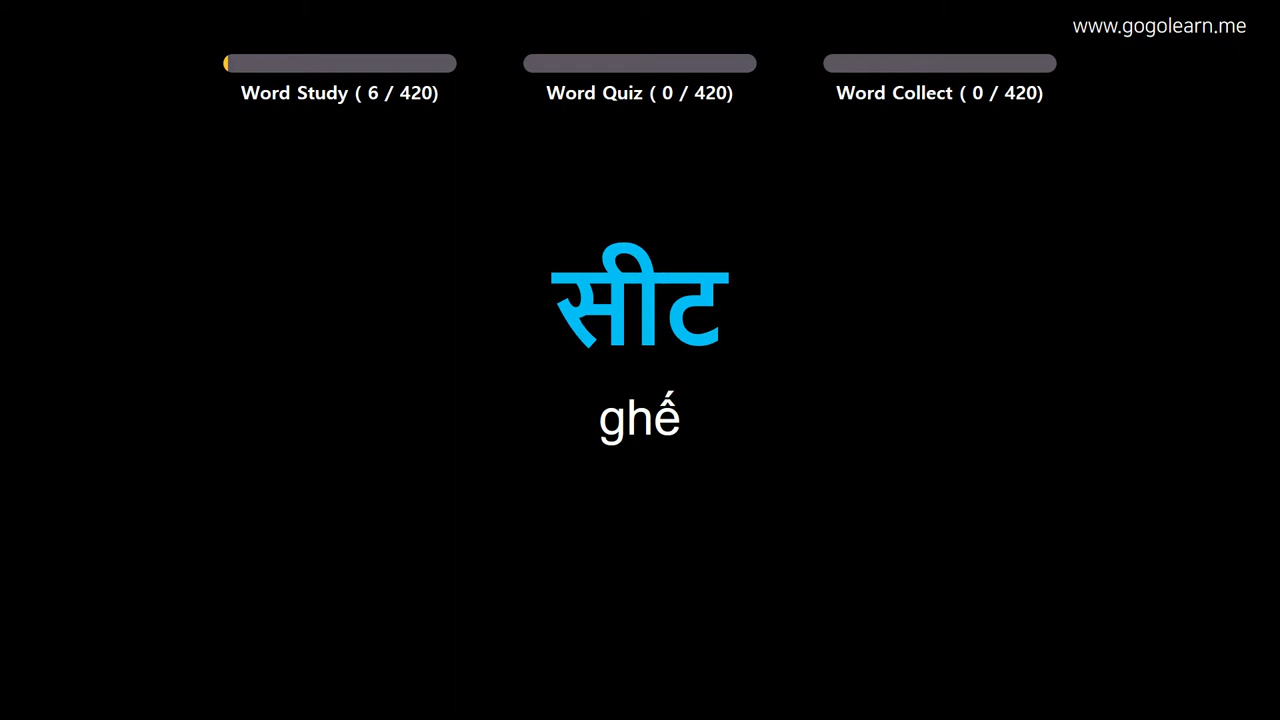 www.gogolearn.me
Word Study ( 6 / 420)
Word Quiz ( 0 / 420)
Word Collect ( 0 / 420)
सीट
ghế